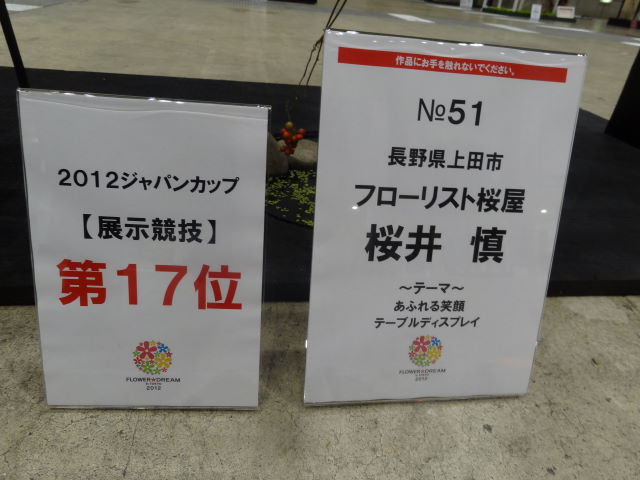 2012ジャパンカップ
【展示競技】
第17位
FLOWER☆DREAM
2012
作品にお手を触れないでください。
№51
長野県上田市
フローリスト桜屋
桜井 慎
～テーマ～
あふれる笑顔
テーブルディスプレイ
FLOWER☆DREAM
2012